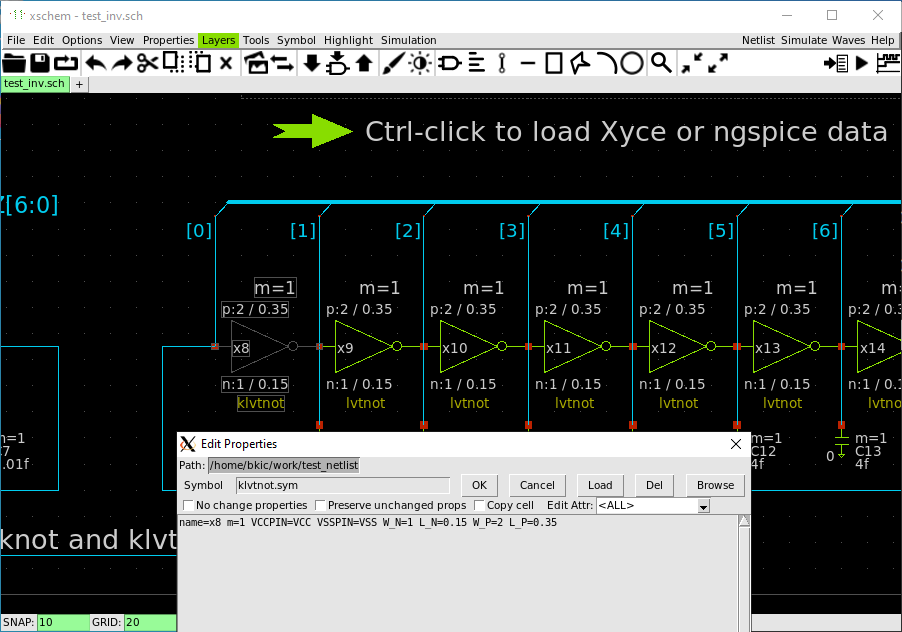 xschem - test_inv.sch
File Edit Options View Properties Layers Tools Symbol Highlight Simulation Netlist Simulate Waves Help
test_inv.sch +
Ctrl-click to load Xyce or ngspice data
[6:0]
[0] [1] [2] [3] [4] [5] [6]
m=1 m=1 m=1 m=1 m=1 m=1
p:2 / 0.35 p:2 / 0.35 p:2 / 0.35 p:2 / 0.35 p:2 / 0.35 p:2 / 0.35 p:2 / 0.
x8 x9 x10 x11 x12 x13 x14
n:1 / 0.15 n:1 / 0.15 n:1 / 0.15 n:1 / 0.15 n:1 / 0.15 n:1 / 0.15 n:1 / 0.
klvtnot lvtnot lvtnot lvtnot lvtnot lvtnot lvtno
m=1
7
.01f
m=1
C12
4f
0
m=1
C13
4f
knot and klvt
Edit Properties
Path: /home/bkic/work/test_netlist
Symbol klvtnot.sym OK Cancel Load Del Browse
No change properties Preserve unchanged props Copy cell Edit Attr: <ALL>
name=x8 m=1 VCCPIN=VCC VSSPIN=VSS W_N=1 L_N=0.15 W_P=2 L_P=0.35
SNAP: 10 GRID: 20